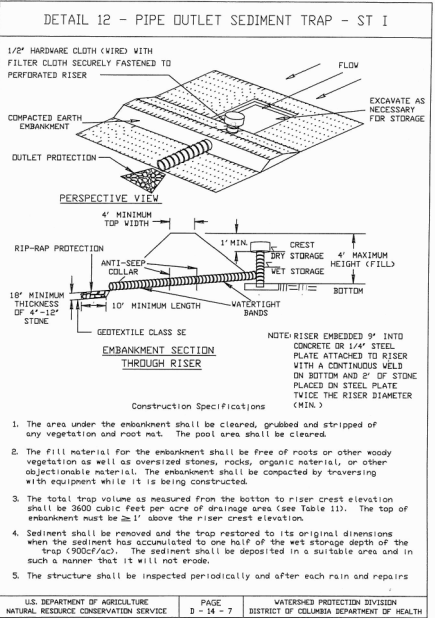 DETAIL 12 - PIPE OUTLET SEDIMENT TRAP - ST I
1/2" HARDWARE CLOTH (WIRE) WITH
FILTER CLOTH SECURELY FASTENED TO
PERFORATED RISER
FLOW
EXCAVATE AS
NECESSARY
FOR STORAGE
COMPACTED EARTH
EMBANKMENT
OUTLET PROTECTION
PERSPECTIVE VIEW
4' MINIMUM
TOP WIDTH
1' MIN.
CREST
DRY STORAGE
4' MAXIMUM
HEIGHT (FILL)
RIP-RAP PROTECTION
ANTI-SEEP
COLLAR
WET STORAGE
BOTTOM
18" MINIMUM
THICKNESS
OF 4"-12"
STONE
10' MINIMUM LENGTH
WATERTIGHT
BANDS
GEOTEXTILE CLASS SE
EMBANKMENT SECTION
THROUGH RISER
NOTE: RISER EMBEDDED 9" INTO
CONCRETE OR 1/4" STEEL
PLATE ATTACHED TO RISER
WITH A CONTINUOUS WELD
ON BOTTOM AND 2' OF STONE
PLACED ON STEEL PLATE
TWICE THE RISER DIAMETER
(MIN.)
Construction Specifications
1. The area under the embankment shall be cleared, grubbed and stripped of
any vegetation and root mat. The pool area shall be cleared.
2. The fill material for the embankment shall be free of roots or other woody
vegetation as well as oversized stones, rocks, organic material, or other
objectionable material. The embankment shall be compacted by traversing
with equipment while it is being constructed.
3. The total trap volume as measured from the bottom to riser crest elevation
shall be 3600 cubic feet per acre of drainage area (see Table 11). The top of
embankment must be ≥ 1' above the riser crest elevation.
4. Sediment shall be removed and the trap restored to its original dimensions
when the sediment has accumulated to one half of the wet storage depth of the
trap (900cf/ac). The sediment shall be deposited in a suitable area and in
such a manner that it will not erode.
5. The structure shall be inspected periodically and after each rain and repairs
U.S. DEPARTMENT OF AGRICULTURE
NATURAL RESOURCE CONSERVATION SERVICE
PAGE
D - 14 - 7
WATERSHED PROTECTION DIVISION
DISTRICT OF COLUMBIA DEPARTMENT OF HEALTH